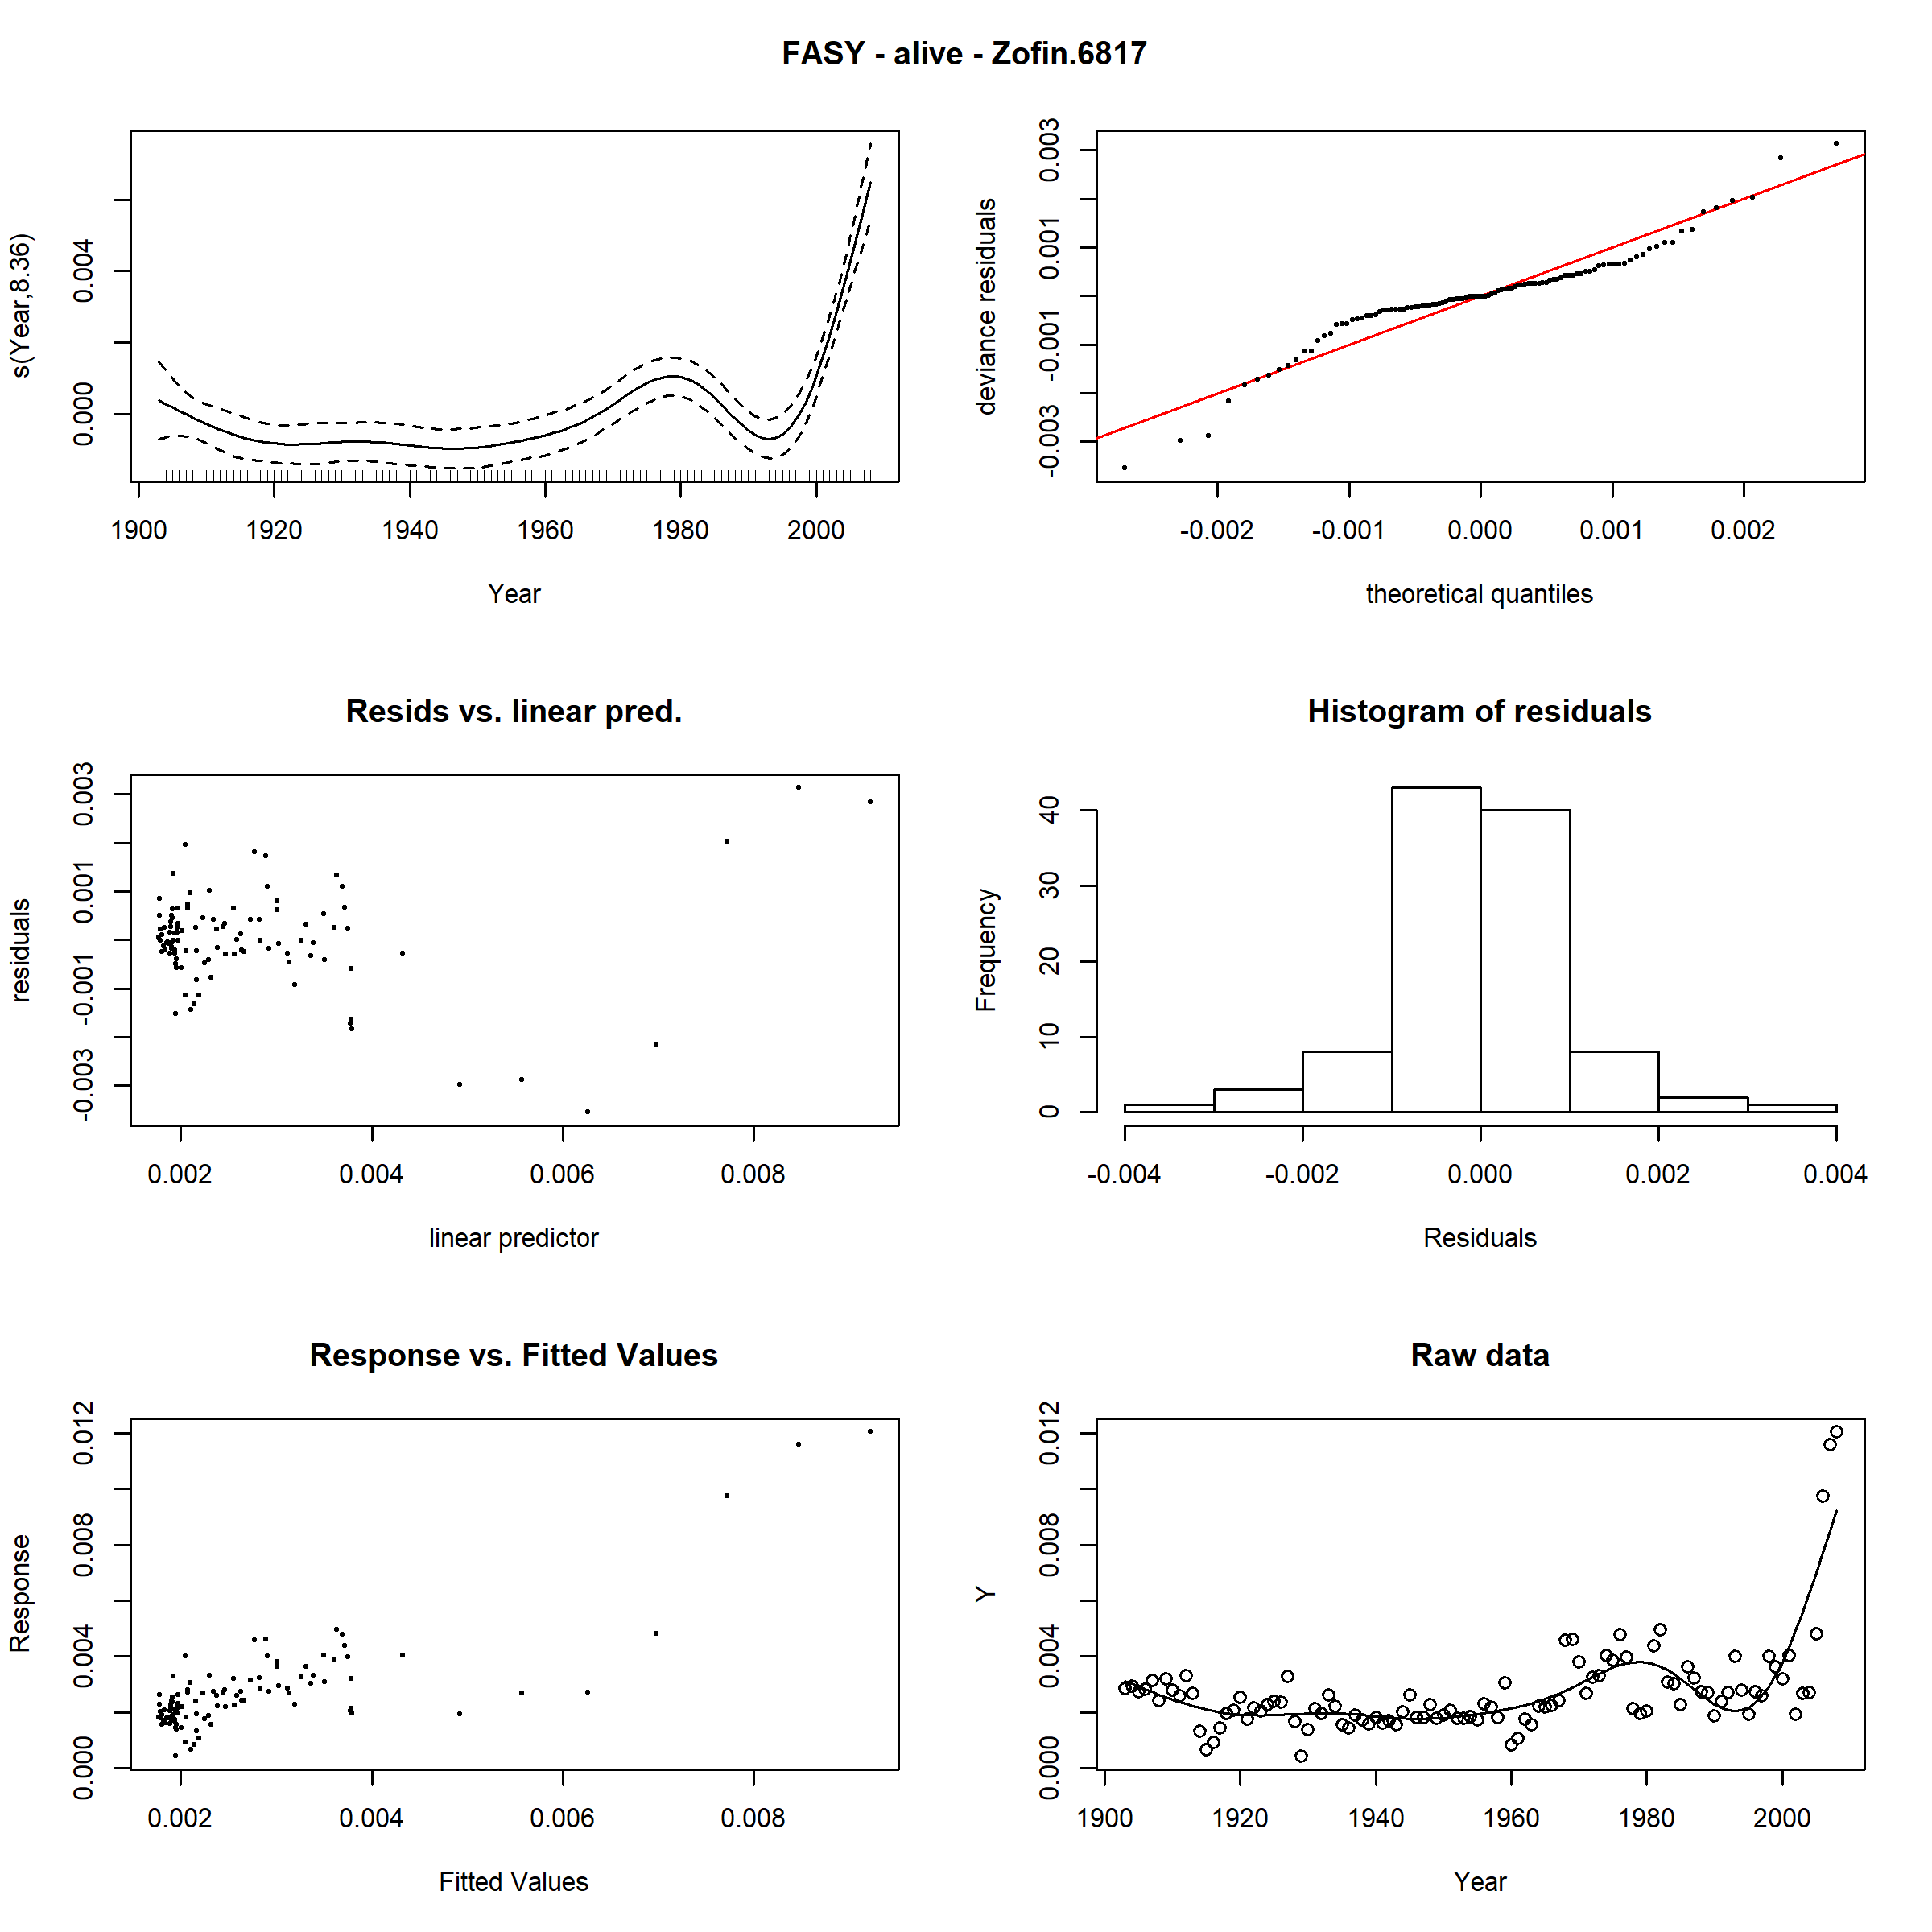 FASY - alive - Zofin.6817
s(Year,8.36)
0.000 0.004
1900 1920 1940 1960 1980 2000
Year
deviance residuals
-0.003 -0.001 0.001 0.003
-0.002 -0.001 0.000 0.001 0.002
theoretical quantiles
Resids vs. linear pred.
residuals
-0.003 -0.001 0.001 0.003
0.002 0.004 0.006 0.008
linear predictor
Histogram of residuals
Frequency
0 10 20 30 40
-0.004 -0.002 0.000 0.002 0.004
Residuals
Response vs. Fitted Values
Response
0.000 0.004 0.008 0.012
0.002 0.004 0.006 0.008
Fitted Values
Raw data
Y
0.000 0.004 0.008 0.012
1900 1920 1940 1960 1980 2000
Year